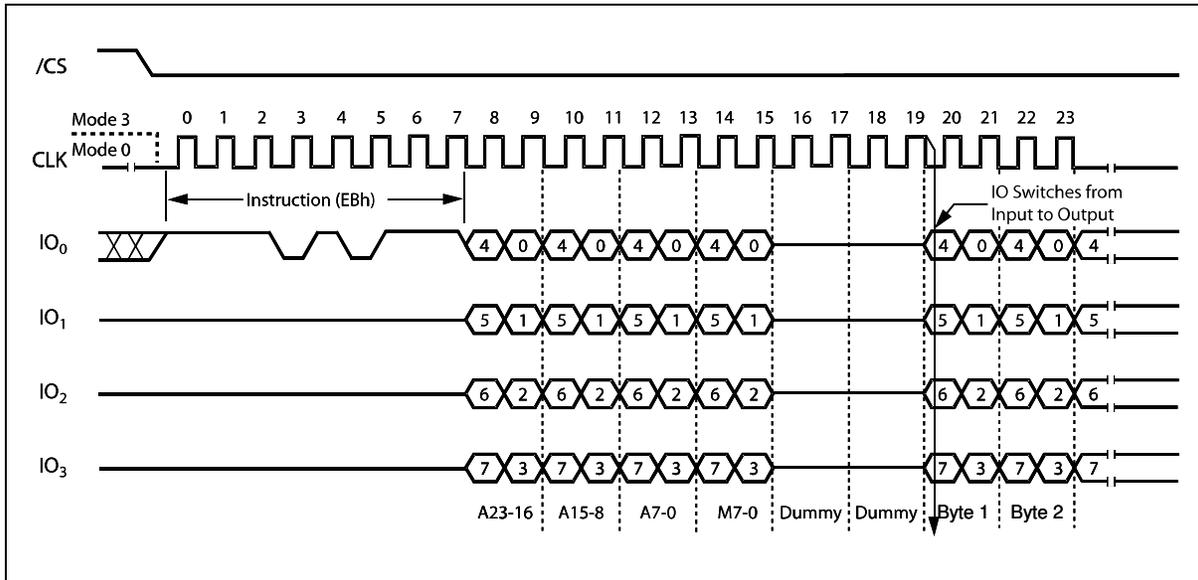 /CS
Mode 3
0 1 2 3 4 5 6 7 8 9 10 11 12 13 14 15 16 17 18 19 20 21 22 23
Mode 0
CLK
Instruction (EBh)
IO Switches from
Input to Output
IO₀ 4 0 4 0 4 0 4 0 4 0 4 0 4
IO₁ 5 1 5 1 5 1 5 1 5 1 5 1 5
IO₂ 6 2 6 2 6 2 6 2 6 2 6 2 6
IO₃ 7 3 7 3 7 3 7 3 7 3 7 3 7
A23-16 A15-8 A7-0 M7-0 Dummy Dummy Byte 1 Byte 2